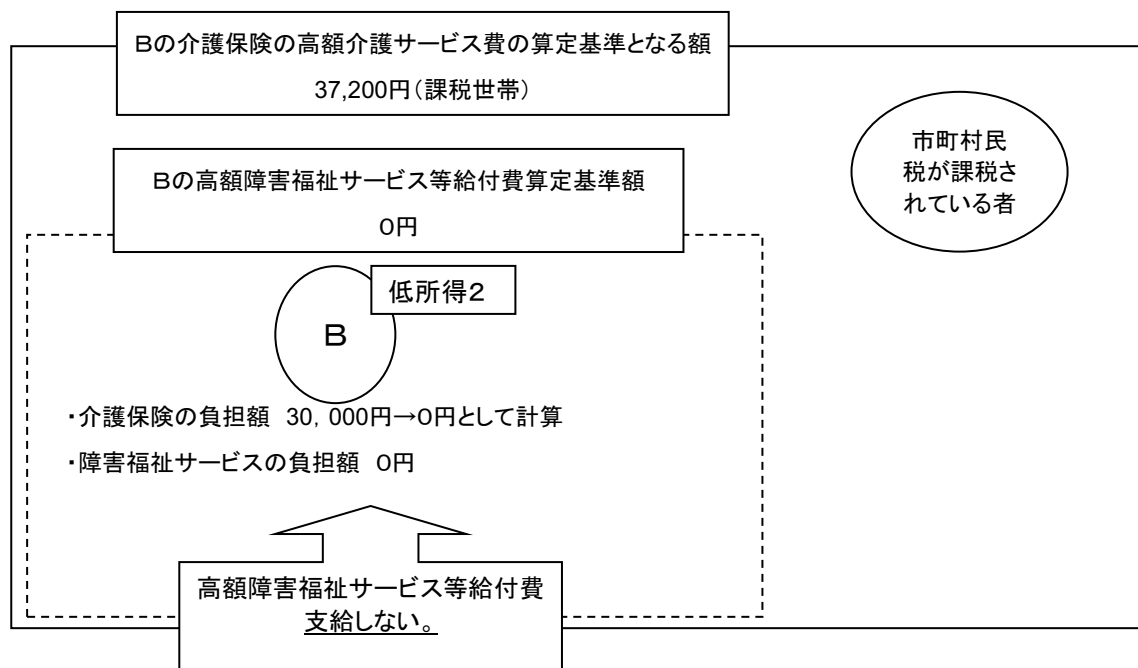 Bの介護保険の高額介護サービス費の算定基準となる額
37,200円(課税世帯)
市町村民
税が課税さ
れている者
Bの高額障害福祉サービス等給付費算定基準額
0円
低所得2
B
・介護保険の負担額 30,000円→0円として計算
・障害福祉サービスの負担額 0円
高額障害福祉サービス等給付費
支給しない。